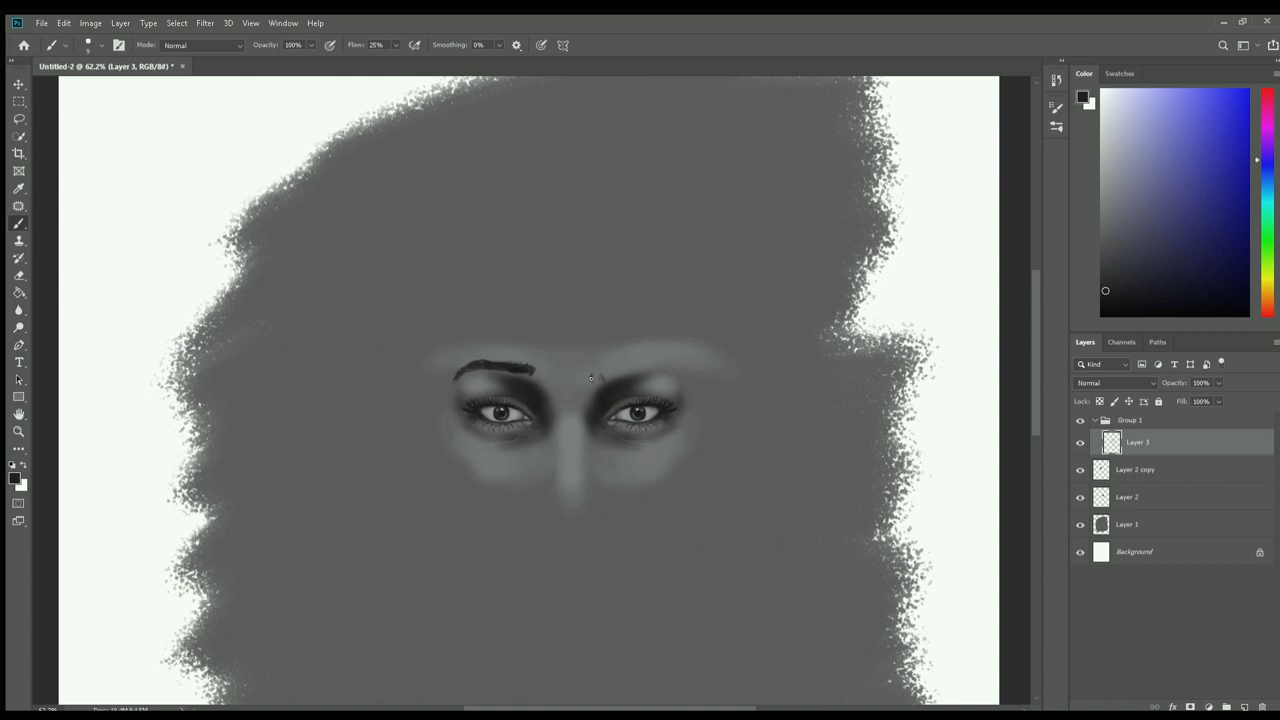 Ps File Edit Image Layer Type Select Filter 3D View Window Help
9 Mode: Normal Opacity: 100% Flow: 25% Smoothing: 0%
Untitled-2 @ 62.2% (Layer 3, RGB/8#) * ×
Color Swatches
Layers Channels Paths
Kind
Normal Opacity: 100%
Lock: Fill: 100%
Group 1
Layer 3
Layer 2 copy
Layer 2
Layer 1
Background